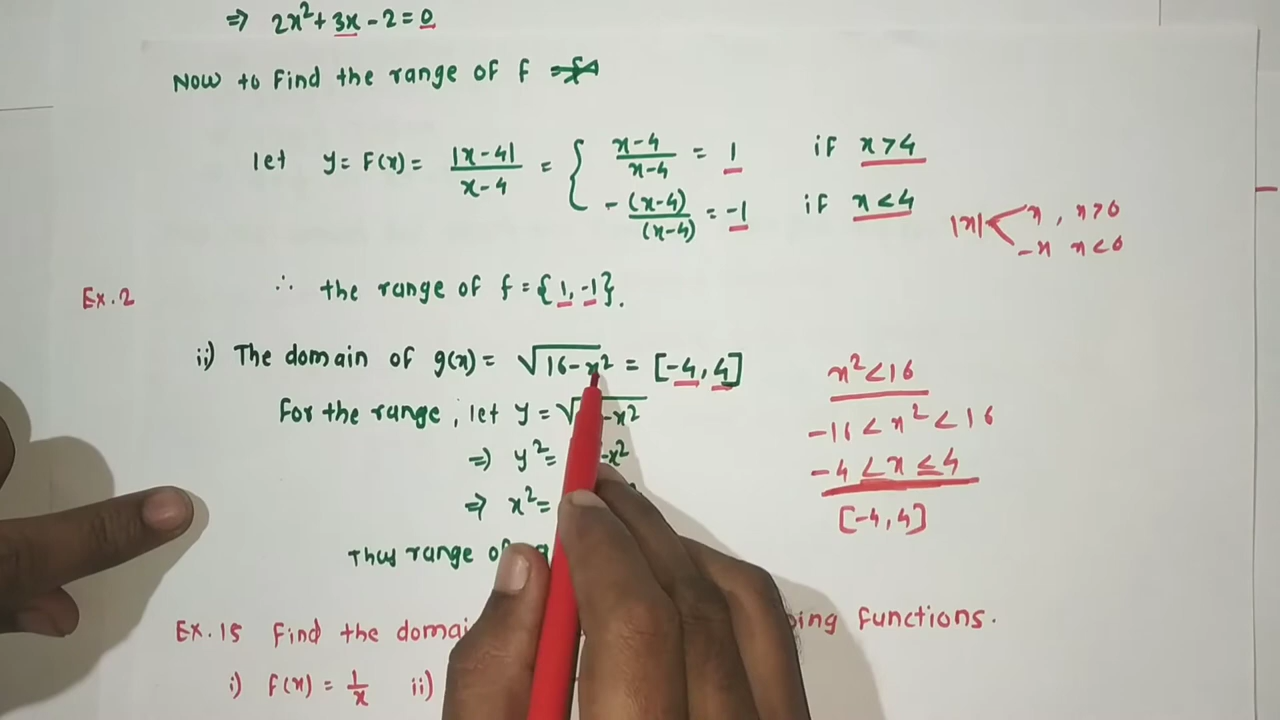 ⇒ 2x²+3x-2=0
Now to find the range of f
let y = F(x) = |x-4| / x-4 = { x-4 / x-4 = 1 if x>4
-(x-4) / (x-4) = -1 if x<4
|x| < x, x>0
-x x<0
∴ the range of f = {1,-1}.
Ex.2
ii) The domain of g(x) = √16-x² = [-4,4]
For the range, let y = √ -x²
⇒ y² = -x²
⇒ x² =
Thus range of g
x²<16
-16 < x² < 16
-4 < x ≤ 4
[-4,4]
Ex.15 Find the domai functions.
i) F(x) = 1/x ii)